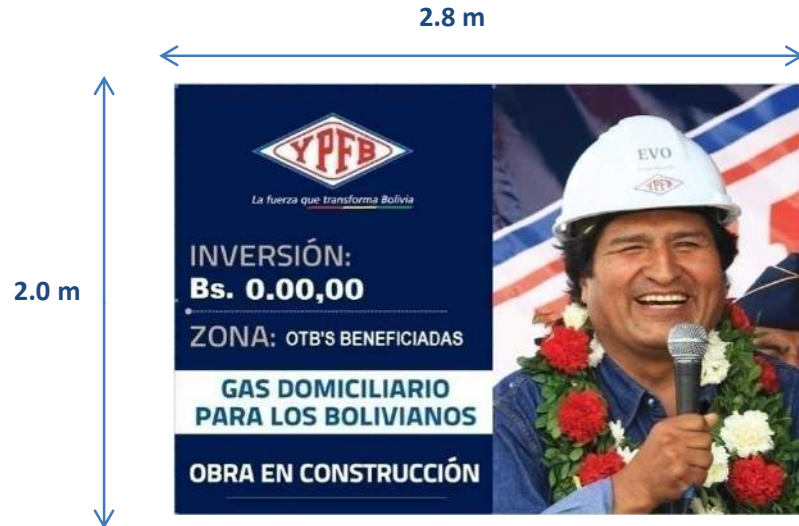 2.8 m
2.0 m
YPFB
La fuerza que transforma Bolivia
INVERSIÓN:
Bs. 0.00,00
ZONA: OTB'S BENEFICIADAS
GAS DOMICILIARIO
PARA LOS BOLIVIANOS
OBRA EN CONSTRUCCIÓN
EVO
YPFB